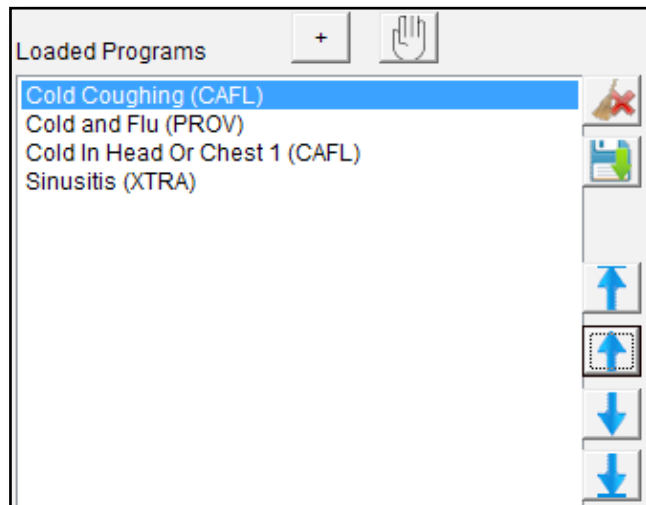 Loaded Programs +
Cold Coughing (CAFL)
Cold and Flu (PROV)
Cold In Head Or Chest 1 (CAFL)
Sinusitis (XTRA)